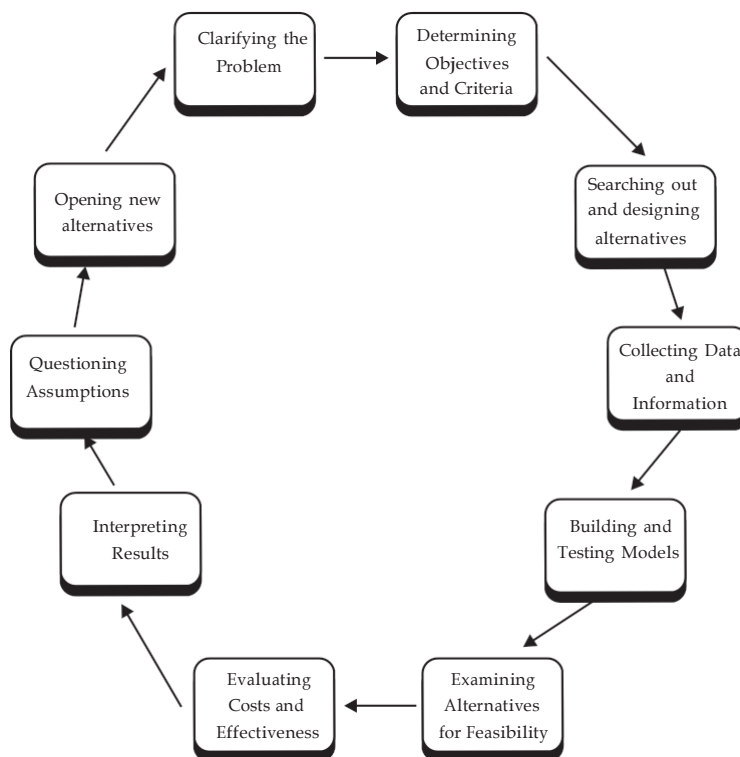 Clarifying the
Problem
Determining
Objectives
and Criteria
Searching out
and designing
alternatives
Collecting Data
and
Information
Building and
Testing Models
Examining
Alternatives
for Feasibility
Evaluating
Costs and
Effectiveness
Interpreting
Results
Questioning
Assumptions
Opening new
alternatives